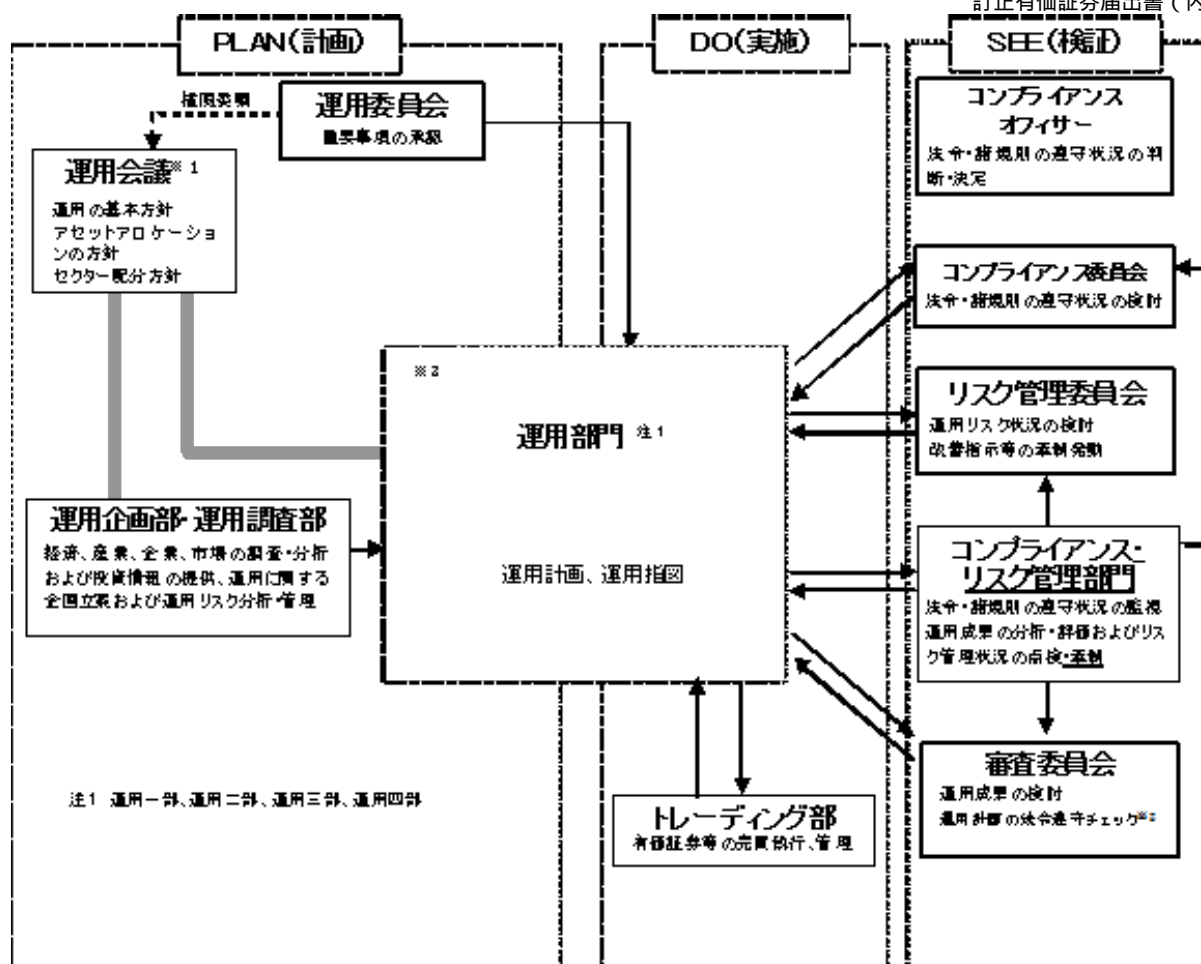 訂正有価証券届出書(内
PLAN(計画)
DO(実施)
SEE(検証)
権限委嘱
運用委員会
重要事項の承認
運用会議※1
運用の基本方針
アセットアロケーショ
ンの方針
セクター配分方針
コンプライアンス
オフィサー
法令・諸規則の遵守状況の判
断・決定
コンプライアンス委員会
法令・諸規則の遵守状況の検討
※2
運用部門 注1
運用計画、運用指図
リスク管理委員会
運用リスク状況の検討
改善指示等の牽制発動
運用企画部・運用調査部
経済、産業、企業、市場の調査・分析
および投資情報の提供、運用に関する
企画立案および運用リスク分析・管理
コンプライアンス・
リスク管理部門
法令・諸規則の遵守状況の監視
運用成果の分析・評価およびリス
ク管理状況の点検・牽制
注1 運用一部、運用二部、運用三部、運用四部
トレーディング部
有価証券等の売買執行、管理
審査委員会
運用成果の検討
運用計画の法令遵守チェック